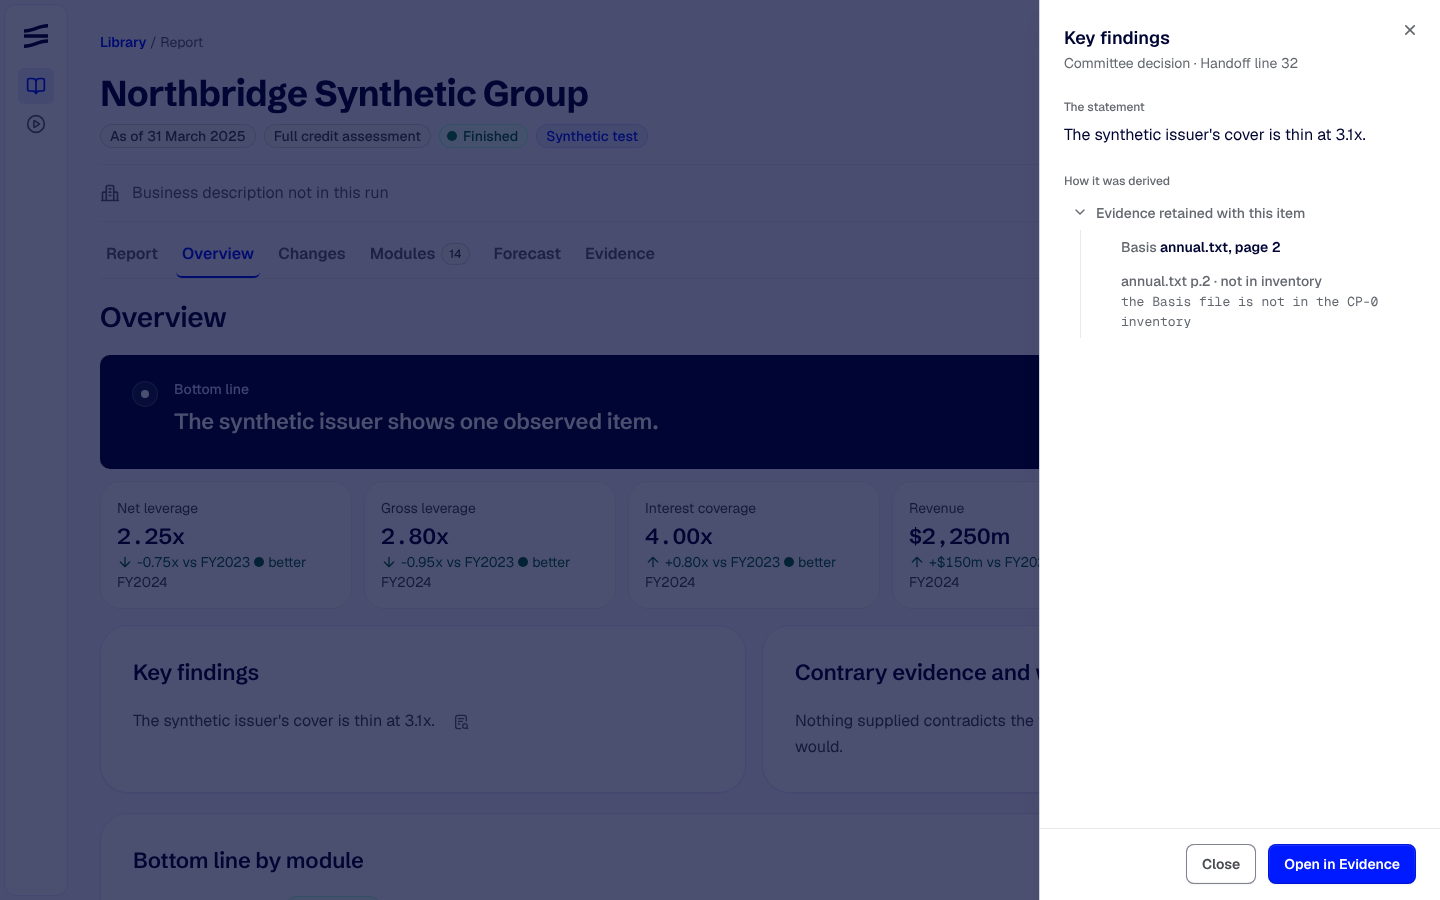 Library / Report
Northbridge Synthetic Group
As of 31 March 2025 Full credit assessment Finished Synthetic test
Business description not in this run
Report Overview Changes Modules 14 Forecast Evidence
Overview
Bottom line
The synthetic issuer shows one observed item.
Net leverage
2.25x
↓ -0.75x vs FY2023 ● better
FY2024
Gross leverage
2.80x
↓ -0.95x vs FY2023 ● better
FY2024
Interest coverage
4.00x
↑ +0.80x vs FY2023 ● better
FY2024
Revenue
$2,250m
↑ +$150m vs FY20
FY2024
Key findings
The synthetic issuer's cover is thin at 3.1x.
Contrary evidence and
Nothing supplied contradicts the
would.
Bottom line by module
Key findings
Committee decision · Handoff line 32
The statement
The synthetic issuer's cover is thin at 3.1x.
How it was derived
Evidence retained with this item
Basis annual.txt, page 2
annual.txt p.2 · not in inventory
the Basis file is not in the CP-0
inventory
Close
Open in Evidence